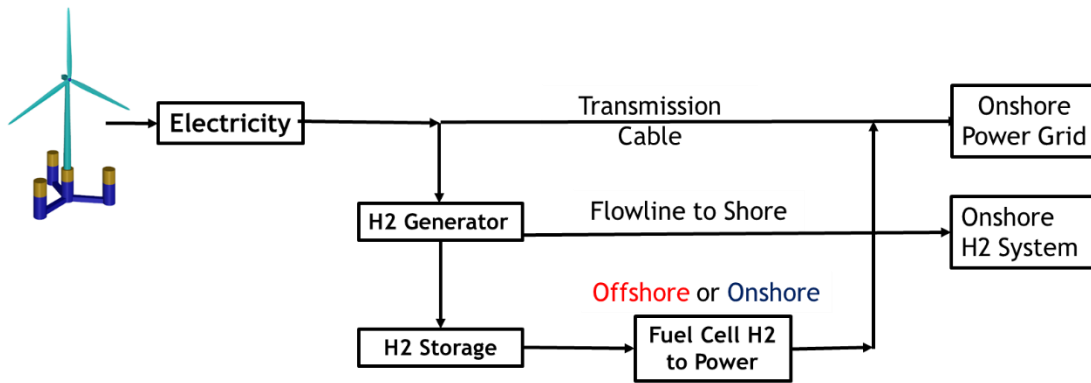 Electricity
Transmission
Cable
Onshore
Power Grid
H2 Generator
Flowline to Shore
Onshore
H2 System
Offshore or Onshore
H2 Storage
Fuel Cell H2
to Power